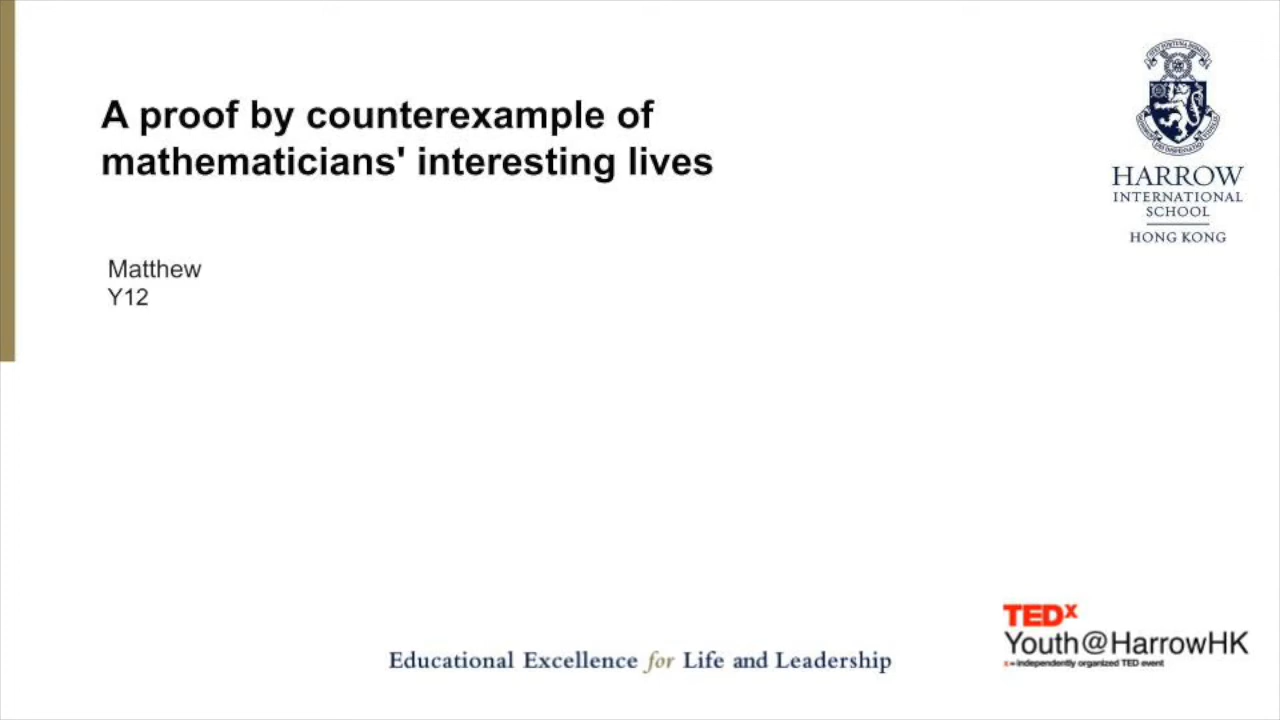 A proof by counterexample of
mathematicians' interesting lives
Matthew
Y12
HARROW
INTERNATIONAL
SCHOOL
HONG KONG
Educational Excellence for Life and Leadership
TEDx
Youth@HarrowHK
x = independently organized TED event